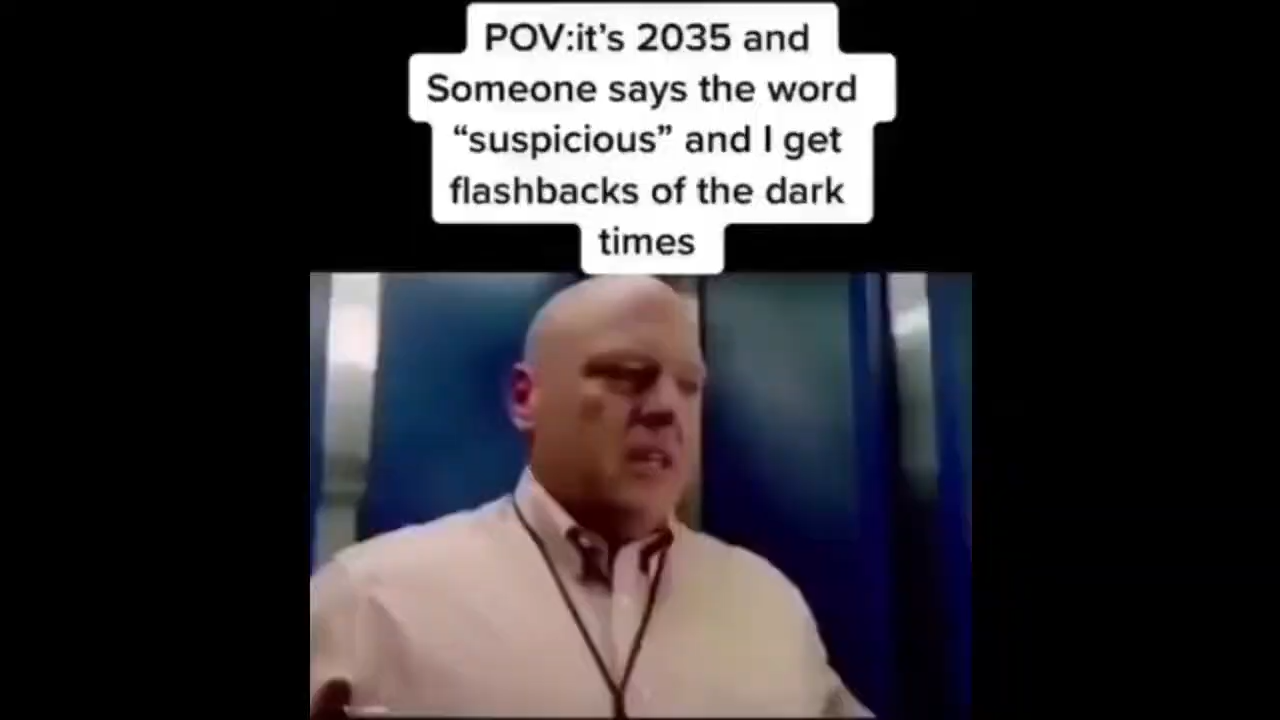 POV:it’s 2035 and
Someone says the word
“suspicious” and I get
flashbacks of the dark
times